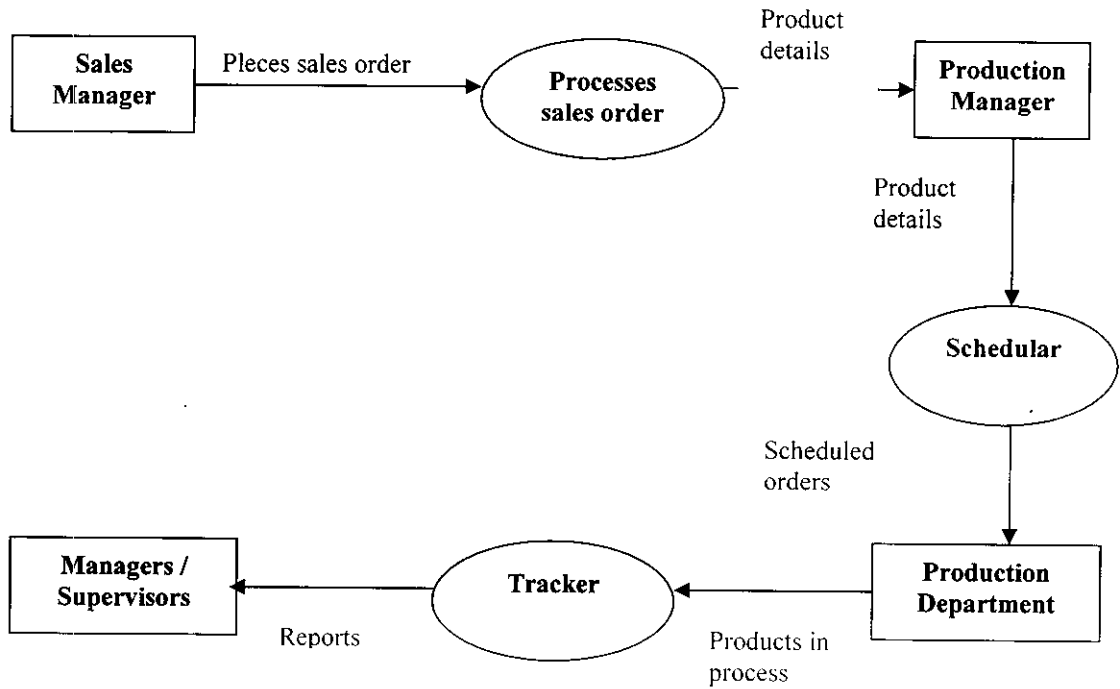 Sales
Manager
Pleces sales order
Processes
sales order
Product
details
Production
Manager
Product
details
Schedular
Scheduled
orders
Production
Department
Products in
process
Tracker
Reports
Managers /
Supervisors